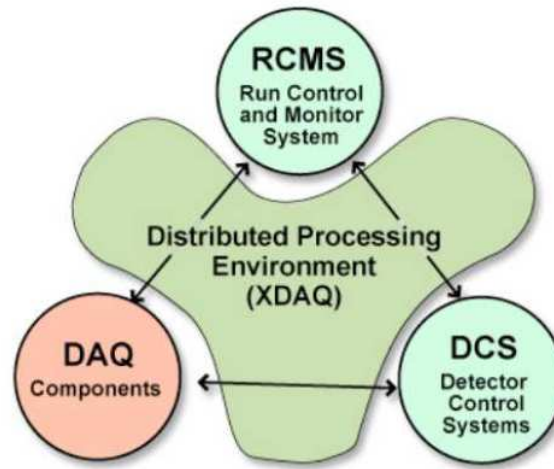 RCMS
Run Control
and Monitor
System
Distributed Processing
Environment
(XDAQ)
DAQ
Components
DCS
Detector
Control
Systems